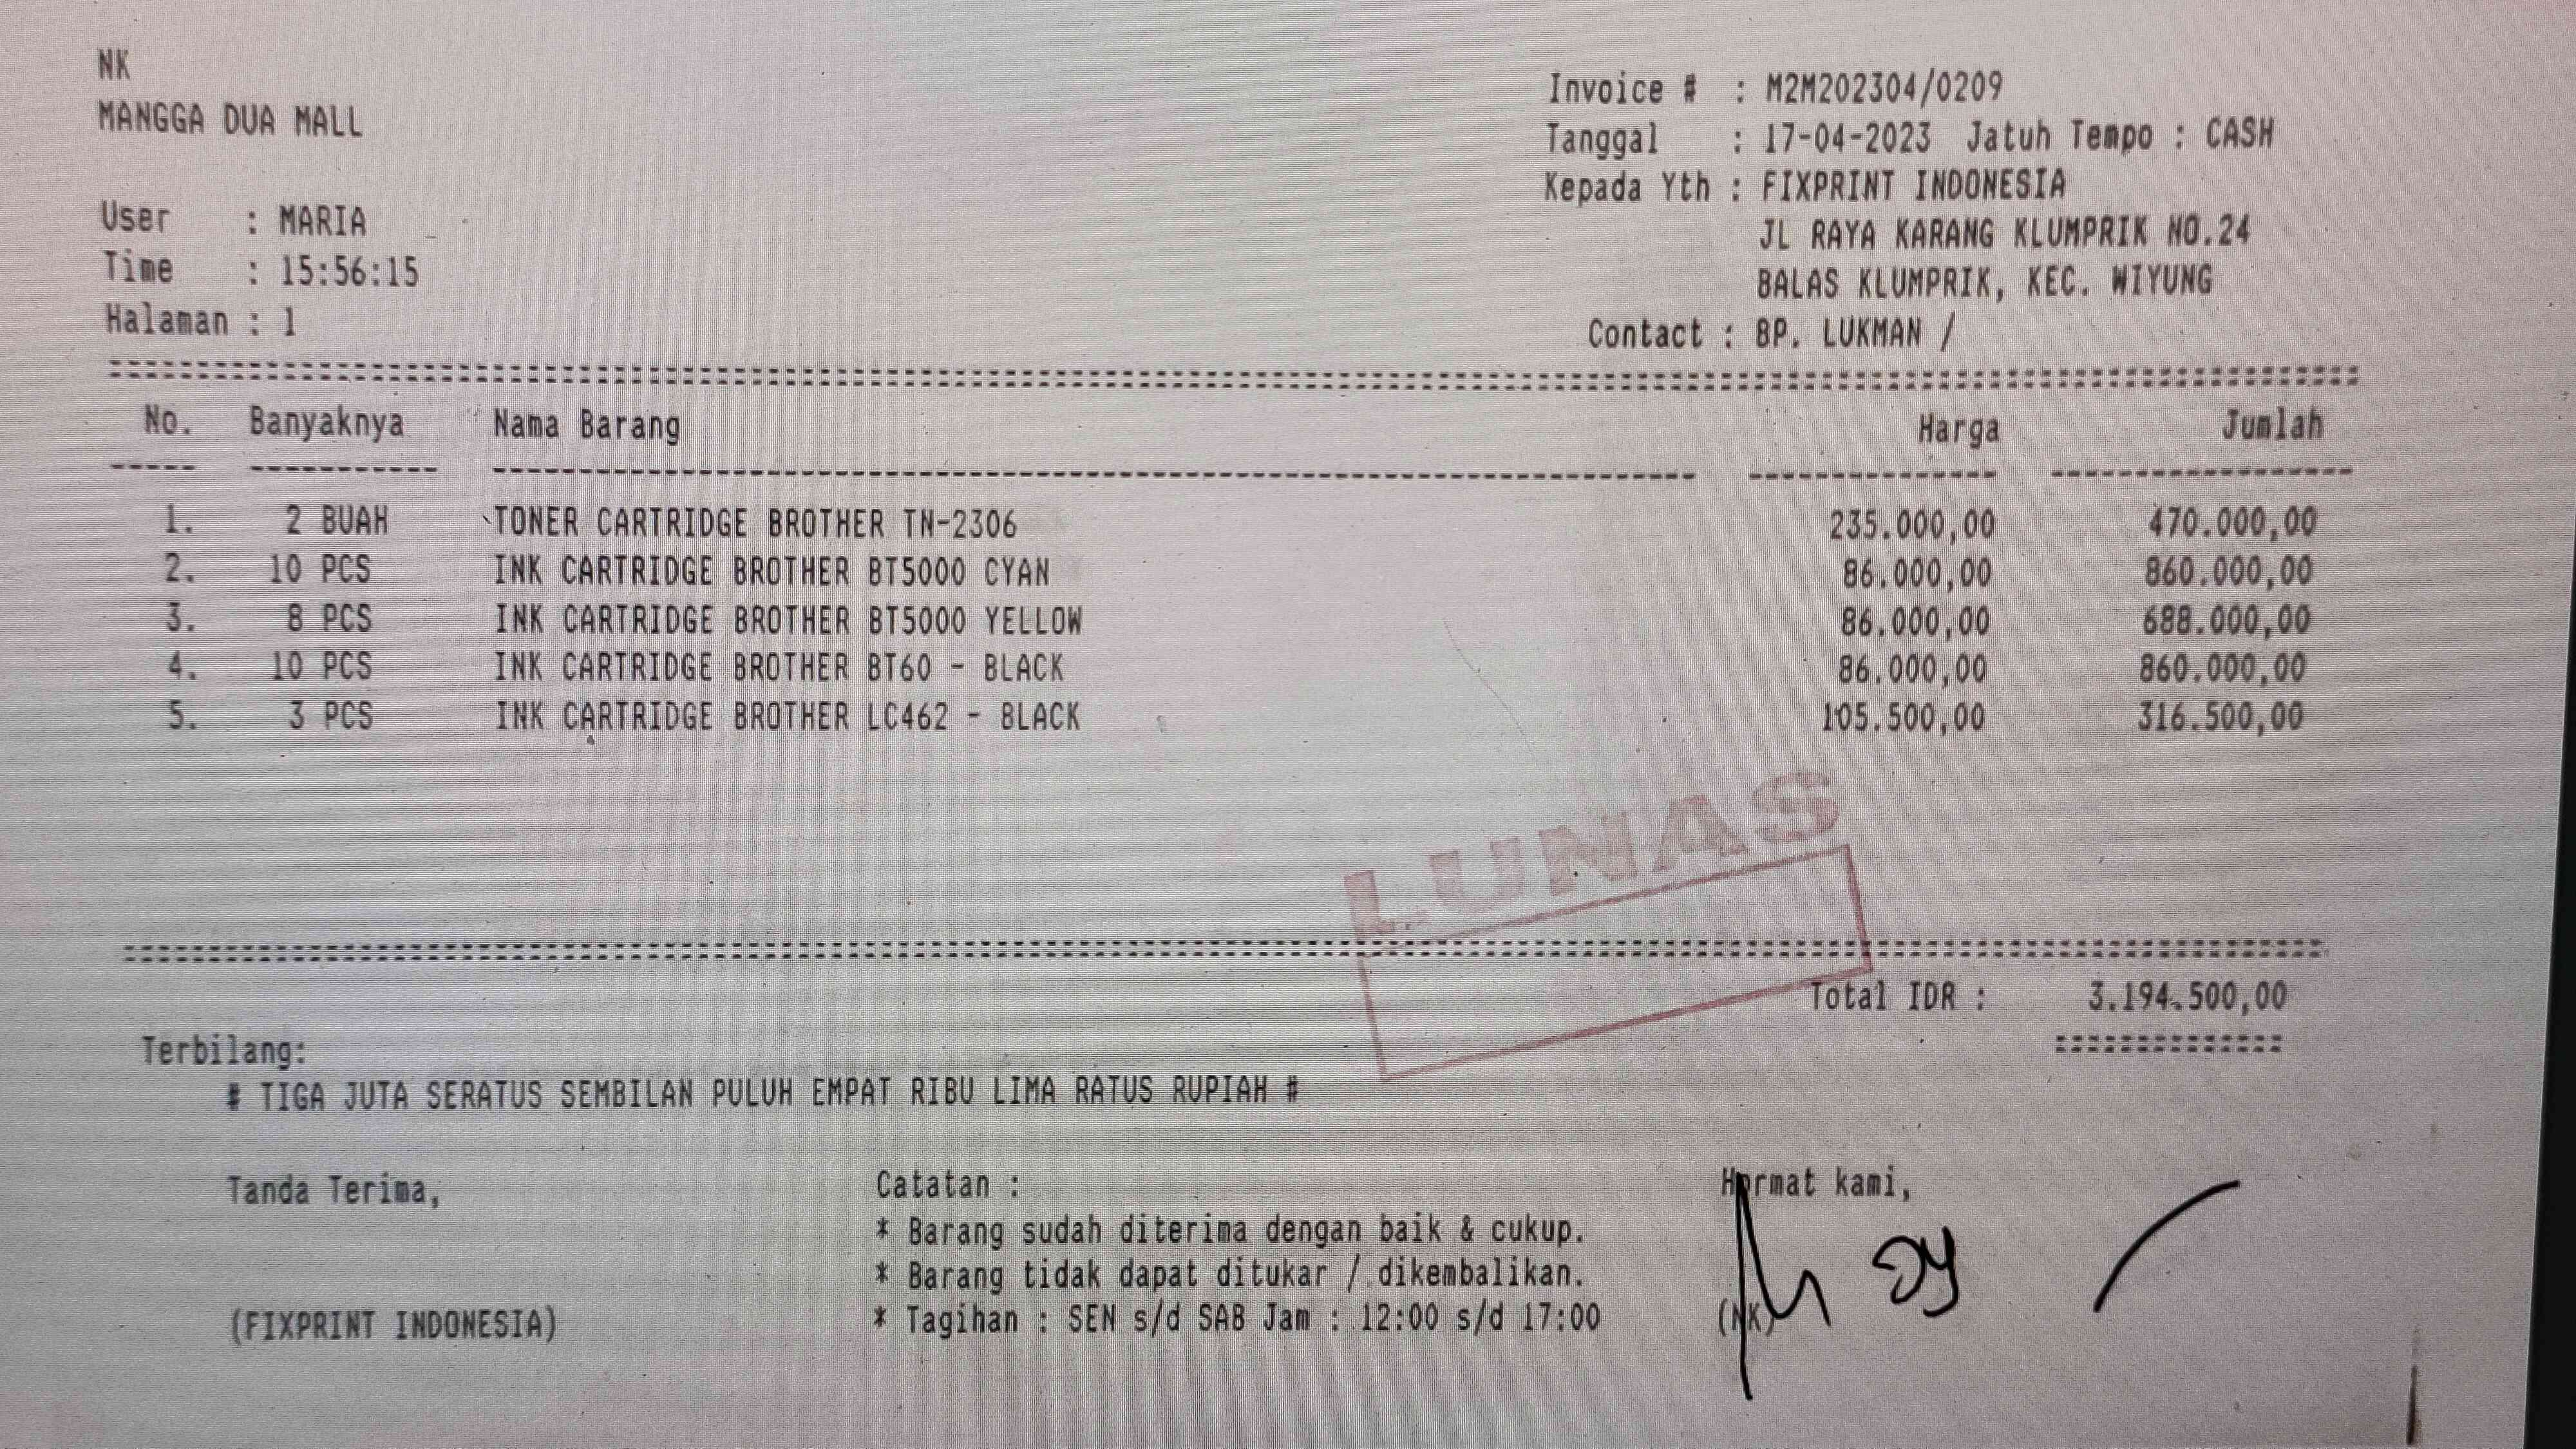 NK
MANGGA DUA MALL
Invoice # : M2M202304/0209
Tanggal : 17-04-2023 Jatuh Tempo : CASH
Kepada Yth : FIXPRINT INDONESIA
JL RAYA KARANG KLUMPRIK NO.24
BALAS KLUMPRIK, KEC. WIYUNG
Contact : BP. LUKMAN /
User : MARIA
Time : 15:56:15
Halaman : 1
No. Banyaknya Nama Barang Harga Jumlah
1. 2 BUAH TONER CARTRIDGE BROTHER TN-2306 235.000,00 470.000,00
2. 10 PCS INK CARTRIDGE BROTHER BT5000 CYAN 86.000,00 860.000,00
3. 8 PCS INK CARTRIDGE BROTHER BT5000 YELLOW 86.000,00 688.000,00
4. 10 PCS INK CARTRIDGE BROTHER BT60 - BLACK 86.000,00 860.000,00
5. 3 PCS INK CARTRIDGE BROTHER LC462 - BLACK 105.500,00 316.500,00
LUNAS
Total IDR : 3.194.500,00
Terbilang:
# TIGA JUTA SERATUS SEMBILAN PULUH EMPAT RIBU LIMA RATUS RUPIAH #
Tanda Terima,
(FIXPRINT INDONESIA)
Catatan :
* Barang sudah diterima dengan baik & cukup.
* Barang tidak dapat ditukar / dikembalikan.
* Tagihan : SEN s/d SAB Jam : 12:00 s/d 17:00
Hormat kami,
(NK)